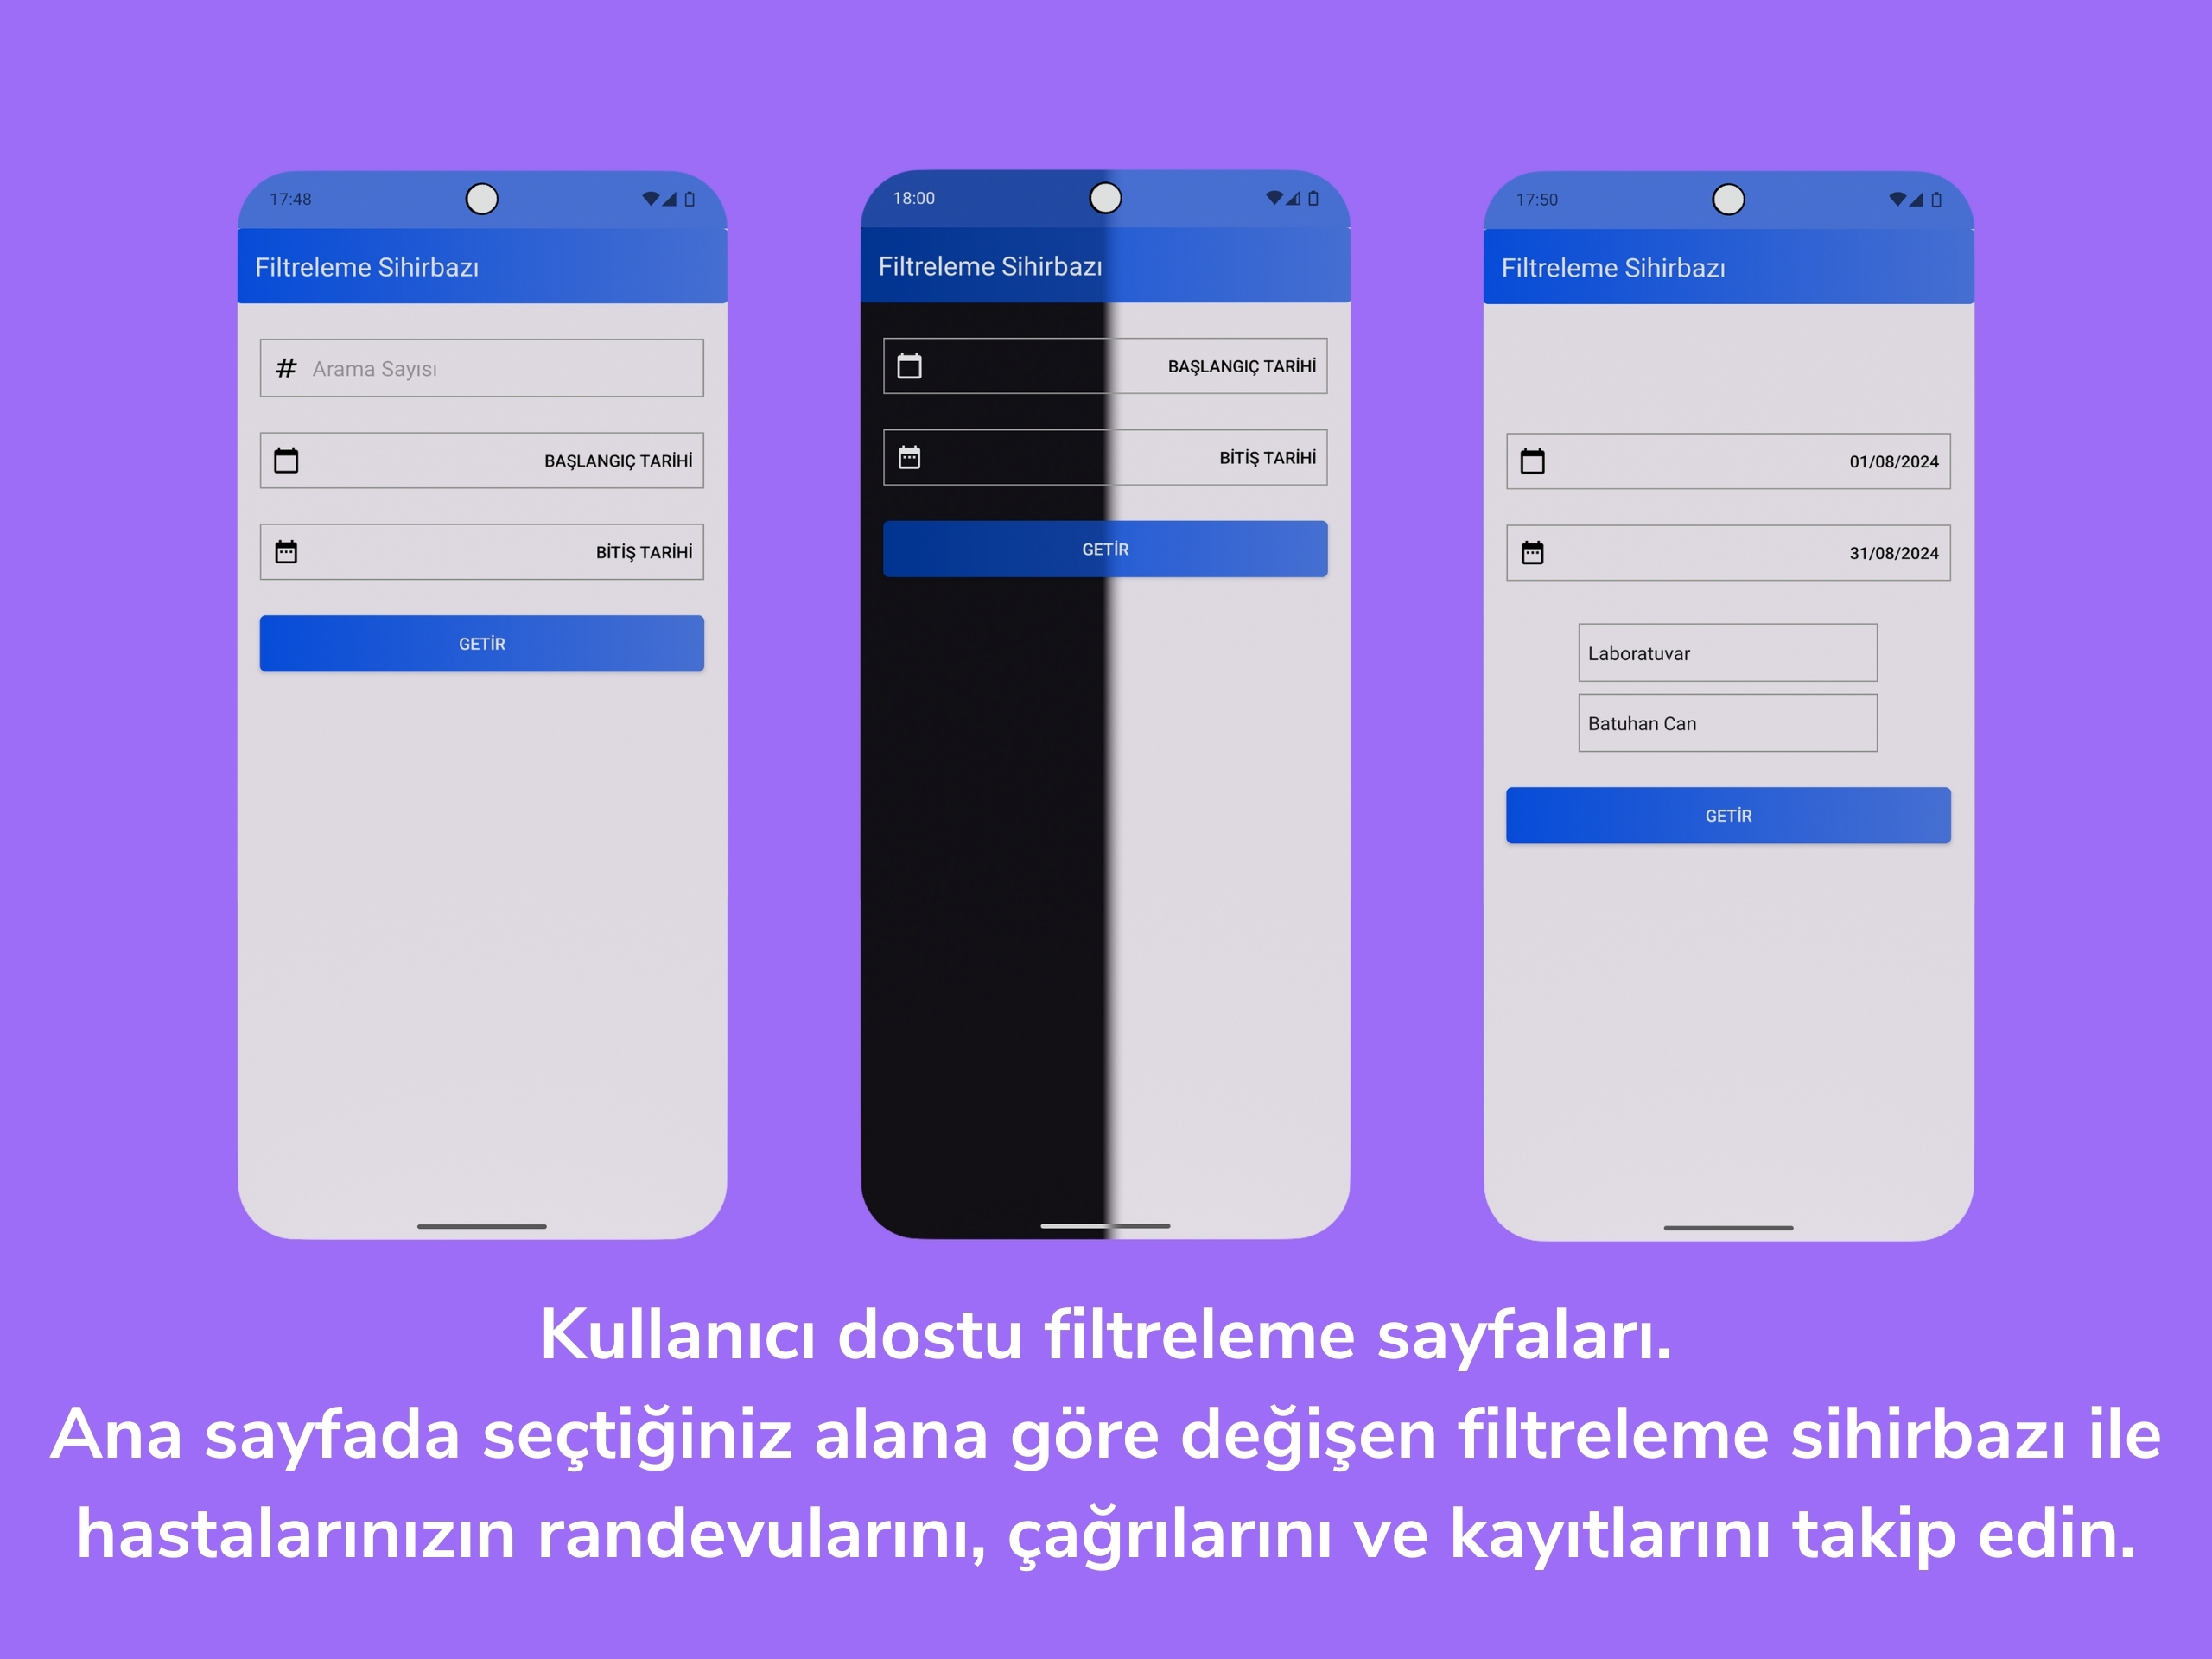 17:48
Filtreleme Sihirbazı
# Arama Sayısı
BAŞLANGIÇ TARİHİ
BİTİŞ TARİHİ
GETİR
18:00
Filtreleme Sihirbazı
BAŞLANGIÇ TARİHİ
BİTİŞ TARİHİ
GETİR
17:50
Filtreleme Sihirbazı
01/08/2024
31/08/2024
Laboratuvar
Batuhan Can
GETİR
Kullanıcı dostu filtreleme sayfaları.
Ana sayfada seçtiğiniz alana göre değişen filtreleme sihirbazı ile
hastalarınızın randevularını, çağrılarını ve kayıtlarını takip edin.